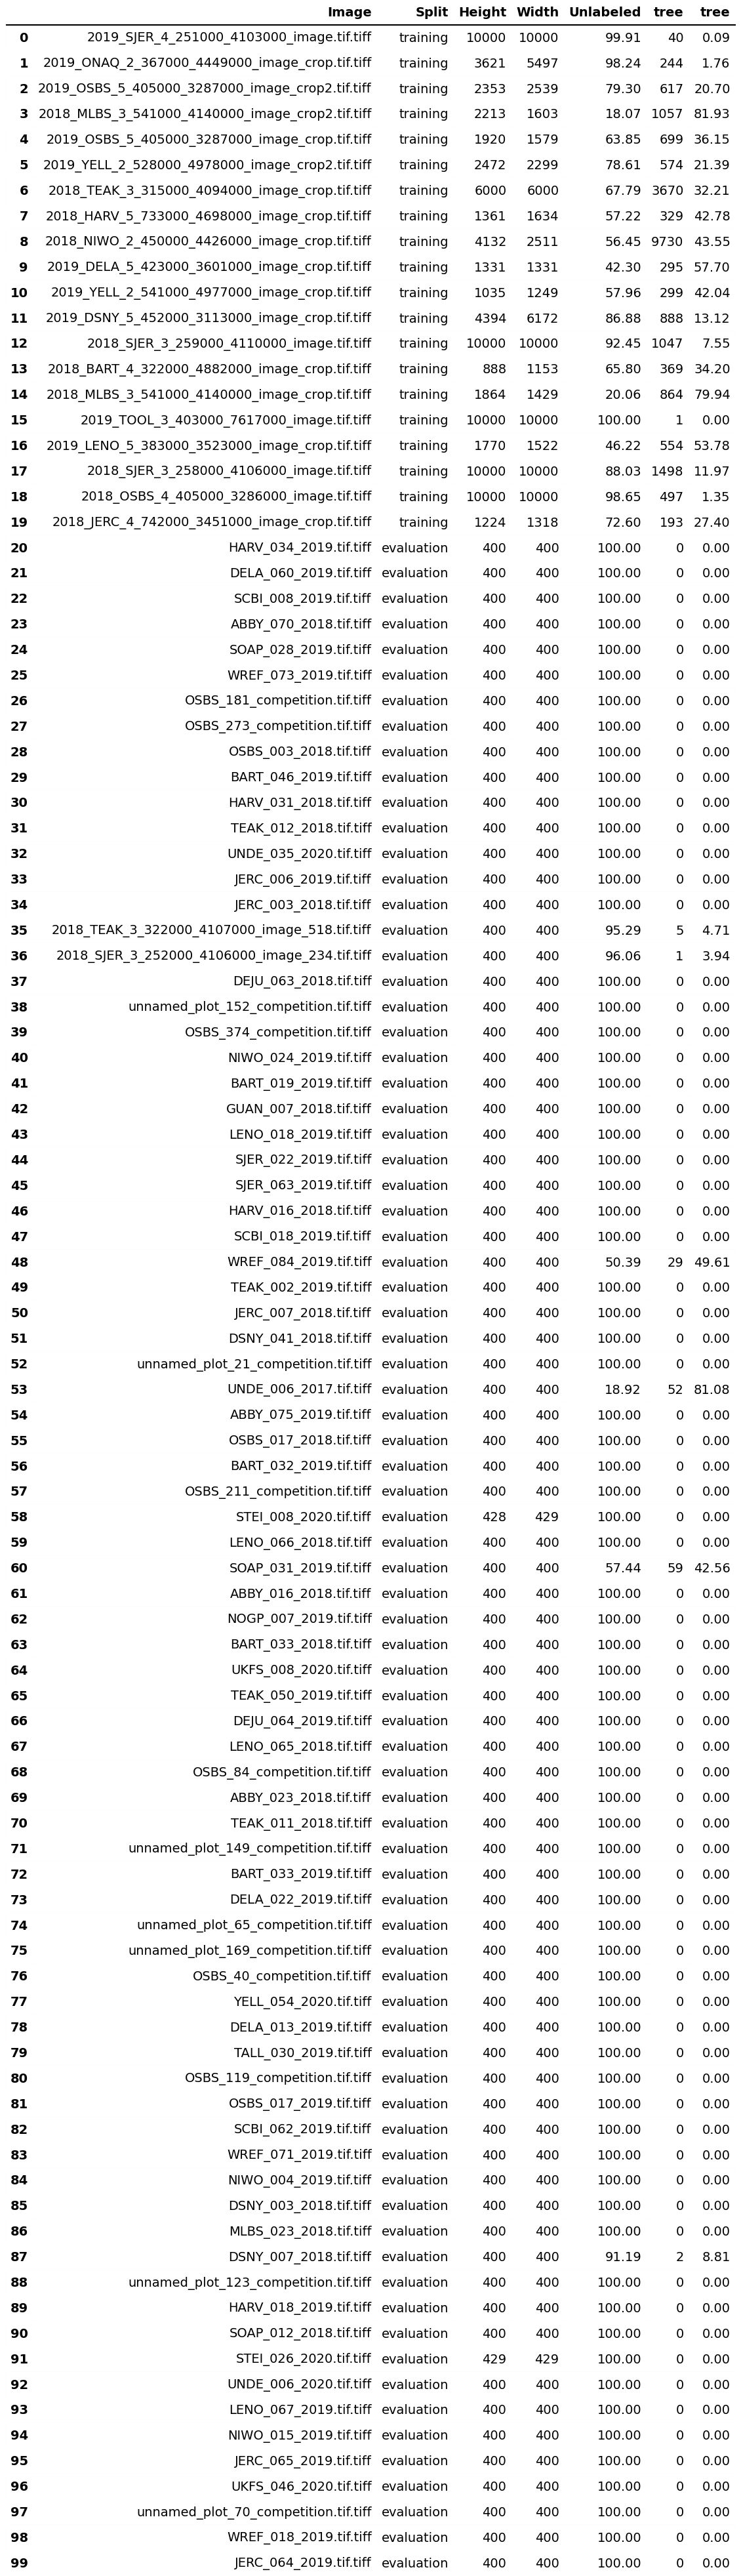 Image Split Height Width Unlabeled tree tree
0 2019_SJER_4_251000_4103000_image.tif.tiff training 10000 10000 99.91 40 0.09
1 2019_ONAQ_2_367000_4449000_image_crop.tif.tiff training 3621 5497 98.24 244 1.76
2 2019_OSBS_5_405000_3287000_image_crop2.tif.tiff training 2353 2539 79.30 617 20.70
3 2018_MLBS_3_541000_4140000_image_crop2.tif.tiff training 2213 1603 18.07 1057 81.93
4 2019_OSBS_5_405000_3287000_image_crop.tif.tiff training 1920 1579 63.85 699 36.15
5 2019_YELL_2_528000_4978000_image_crop2.tif.tiff training 2472 2299 78.61 574 21.39
6 2018_TEAK_3_315000_4094000_image_crop.tif.tiff training 6000 6000 67.79 3670 32.21
7 2018_HARV_5_733000_4698000_image_crop.tif.tiff training 1361 1634 57.22 329 42.78
8 2018_NIWO_2_450000_4426000_image_crop.tif.tiff training 4132 2511 56.45 9730 43.55
9 2019_DELA_5_423000_3601000_image_crop.tif.tiff training 1331 1331 42.30 295 57.70
10 2019_YELL_2_541000_4977000_image_crop.tif.tiff training 1035 1249 57.96 299 42.04
11 2019_DSNY_5_452000_3113000_image_crop.tif.tiff training 4394 6172 86.88 888 13.12
12 2018_SJER_3_259000_4110000_image.tif.tiff training 10000 10000 92.45 1047 7.55
13 2018_BART_4_322000_4882000_image_crop.tif.tiff training 888 1153 65.80 369 34.20
14 2018_MLBS_3_541000_4140000_image_crop.tif.tiff training 1864 1429 20.06 864 79.94
15 2019_TOOL_3_403000_7617000_image.tif.tiff training 10000 10000 100.00 1 0.00
16 2019_LENO_5_383000_3523000_image_crop.tif.tiff training 1770 1522 46.22 554 53.78
17 2018_SJER_3_258000_4106000_image.tif.tiff training 10000 10000 88.03 1498 11.97
18 2018_OSBS_4_405000_3286000_image.tif.tiff training 10000 10000 98.65 497 1.35
19 2018_JERC_4_742000_3451000_image_crop.tif.tiff training 1224 1318 72.60 193 27.40
20 HARV_034_2019.tif.tiff evaluation 400 400 100.00 0 0.00
21 DELA_060_2019.tif.tiff evaluation 400 400 100.00 0 0.00
22 SCBI_008_2019.tif.tiff evaluation 400 400 100.00 0 0.00
23 ABBY_070_2018.tif.tiff evaluation 400 400 100.00 0 0.00
24 SOAP_028_2019.tif.tiff evaluation 400 400 100.00 0 0.00
25 WREF_073_2019.tif.tiff evaluation 400 400 100.00 0 0.00
26 OSBS_181_competition.tif.tiff evaluation 400 400 100.00 0 0.00
27 OSBS_273_competition.tif.tiff evaluation 400 400 100.00 0 0.00
28 OSBS_003_2018.tif.tiff evaluation 400 400 100.00 0 0.00
29 BART_046_2019.tif.tiff evaluation 400 400 100.00 0 0.00
30 HARV_031_2018.tif.tiff evaluation 400 400 100.00 0 0.00
31 TEAK_012_2018.tif.tiff evaluation 400 400 100.00 0 0.00
32 UNDE_035_2020.tif.tiff evaluation 400 400 100.00 0 0.00
33 JERC_006_2019.tif.tiff evaluation 400 400 100.00 0 0.00
34 JERC_003_2018.tif.tiff evaluation 400 400 100.00 0 0.00
35 2018_TEAK_3_322000_4107000_image_518.tif.tiff evaluation 400 400 95.29 5 4.71
36 2018_SJER_3_252000_4106000_image_234.tif.tiff evaluation 400 400 96.06 1 3.94
37 DEJU_063_2018.tif.tiff evaluation 400 400 100.00 0 0.00
38 unnamed_plot_152_competition.tif.tiff evaluation 400 400 100.00 0 0.00
39 OSBS_374_competition.tif.tiff evaluation 400 400 100.00 0 0.00
40 NIWO_024_2019.tif.tiff evaluation 400 400 100.00 0 0.00
41 BART_019_2019.tif.tiff evaluation 400 400 100.00 0 0.00
42 GUAN_007_2018.tif.tiff evaluation 400 400 100.00 0 0.00
43 LENO_018_2019.tif.tiff evaluation 400 400 100.00 0 0.00
44 SJER_022_2019.tif.tiff evaluation 400 400 100.00 0 0.00
45 SJER_063_2019.tif.tiff evaluation 400 400 100.00 0 0.00
46 HARV_016_2018.tif.tiff evaluation 400 400 100.00 0 0.00
47 SCBI_018_2019.tif.tiff evaluation 400 400 100.00 0 0.00
48 WREF_084_2019.tif.tiff evaluation 400 400 50.39 29 49.61
49 TEAK_002_2019.tif.tiff evaluation 400 400 100.00 0 0.00
50 JERC_007_2018.tif.tiff evaluation 400 400 100.00 0 0.00
51 DSNY_041_2018.tif.tiff evaluation 400 400 100.00 0 0.00
52 unnamed_plot_21_competition.tif.tiff evaluation 400 400 100.00 0 0.00
53 UNDE_006_2017.tif.tiff evaluation 400 400 18.92 52 81.08
54 ABBY_075_2019.tif.tiff evaluation 400 400 100.00 0 0.00
55 OSBS_017_2018.tif.tiff evaluation 400 400 100.00 0 0.00
56 BART_032_2019.tif.tiff evaluation 400 400 100.00 0 0.00
57 OSBS_211_competition.tif.tiff evaluation 400 400 100.00 0 0.00
58 STEI_008_2020.tif.tiff evaluation 428 429 100.00 0 0.00
59 LENO_066_2018.tif.tiff evaluation 400 400 100.00 0 0.00
60 SOAP_031_2019.tif.tiff evaluation 400 400 57.44 59 42.56
61 ABBY_016_2018.tif.tiff evaluation 400 400 100.00 0 0.00
62 NOGP_007_2019.tif.tiff evaluation 400 400 100.00 0 0.00
63 BART_033_2018.tif.tiff evaluation 400 400 100.00 0 0.00
64 UKFS_008_2020.tif.tiff evaluation 400 400 100.00 0 0.00
65 TEAK_050_2019.tif.tiff evaluation 400 400 100.00 0 0.00
66 DEJU_064_2019.tif.tiff evaluation 400 400 100.00 0 0.00
67 LENO_065_2018.tif.tiff evaluation 400 400 100.00 0 0.00
68 OSBS_84_competition.tif.tiff evaluation 400 400 100.00 0 0.00
69 ABBY_023_2018.tif.tiff evaluation 400 400 100.00 0 0.00
70 TEAK_011_2018.tif.tiff evaluation 400 400 100.00 0 0.00
71 unnamed_plot_149_competition.tif.tiff evaluation 400 400 100.00 0 0.00
72 BART_033_2019.tif.tiff evaluation 400 400 100.00 0 0.00
73 DELA_022_2019.tif.tiff evaluation 400 400 100.00 0 0.00
74 unnamed_plot_65_competition.tif.tiff evaluation 400 400 100.00 0 0.00
75 unnamed_plot_169_competition.tif.tiff evaluation 400 400 100.00 0 0.00
76 OSBS_40_competition.tif.tiff evaluation 400 400 100.00 0 0.00
77 YELL_054_2020.tif.tiff evaluation 400 400 100.00 0 0.00
78 DELA_013_2019.tif.tiff evaluation 400 400 100.00 0 0.00
79 TALL_030_2019.tif.tiff evaluation 400 400 100.00 0 0.00
80 OSBS_119_competition.tif.tiff evaluation 400 400 100.00 0 0.00
81 OSBS_017_2019.tif.tiff evaluation 400 400 100.00 0 0.00
82 SCBI_062_2019.tif.tiff evaluation 400 400 100.00 0 0.00
83 WREF_071_2019.tif.tiff evaluation 400 400 100.00 0 0.00
84 NIWO_004_2019.tif.tiff evaluation 400 400 100.00 0 0.00
85 DSNY_003_2018.tif.tiff evaluation 400 400 100.00 0 0.00
86 MLBS_023_2018.tif.tiff evaluation 400 400 100.00 0 0.00
87 DSNY_007_2018.tif.tiff evaluation 400 400 91.19 2 8.81
88 unnamed_plot_123_competition.tif.tiff evaluation 400 400 100.00 0 0.00
89 HARV_018_2019.tif.tiff evaluation 400 400 100.00 0 0.00
90 SOAP_012_2018.tif.tiff evaluation 400 400 100.00 0 0.00
91 STEI_026_2020.tif.tiff evaluation 429 429 100.00 0 0.00
92 UNDE_006_2020.tif.tiff evaluation 400 400 100.00 0 0.00
93 LENO_067_2019.tif.tiff evaluation 400 400 100.00 0 0.00
94 NIWO_015_2019.tif.tiff evaluation 400 400 100.00 0 0.00
95 JERC_065_2019.tif.tiff evaluation 400 400 100.00 0 0.00
96 UKFS_046_2020.tif.tiff evaluation 400 400 100.00 0 0.00
97 unnamed_plot_70_competition.tif.tiff evaluation 400 400 100.00 0 0.00
98 WREF_018_2019.tif.tiff evaluation 400 400 100.00 0 0.00
99 JERC_064_2019.tif.tiff evaluation 400 400 100.00 0 0.00